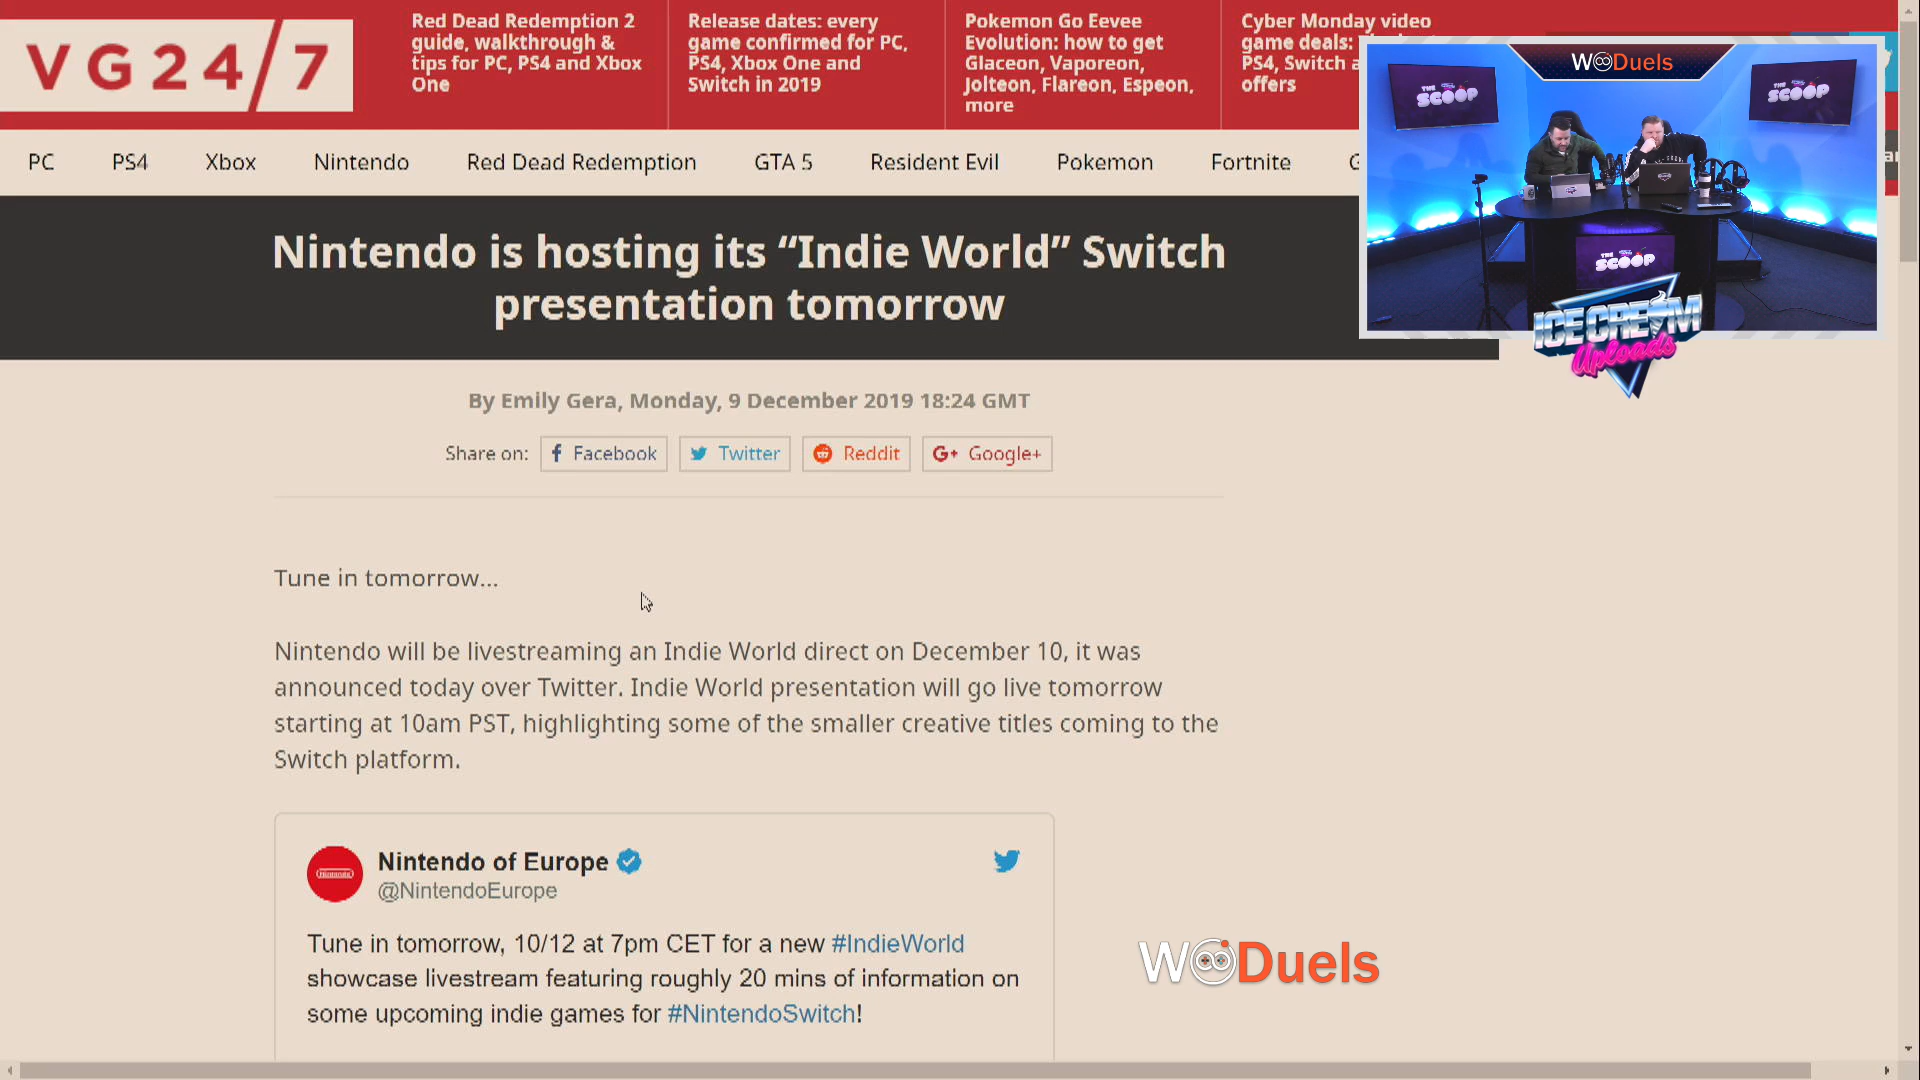 VG24/7
Red Dead Redemption 2
guide, walkthrough &
tips for PC, PS4 and Xbox
One
Release dates: every
game confirmed for PC,
PS4, Xbox One and
Switch in 2019
Pokemon Go Eevee
Evolution: how to get
Glaceon, Vaporeon,
Jolteon, Flareon, Espeon,
more
Cyber Monday video
game deals:
PS4, Switch
offers
PC PS4 Xbox Nintendo Red Dead Redemption GTA 5 Resident Evil Pokemon Fortnite
WooDuels
THE SCOOP
THE SCOOP
THE SCOOP
ICE CREAM
Uploads
Nintendo is hosting its “Indie World” Switch
presentation tomorrow
By Emily Gera, Monday, 9 December 2019 18:24 GMT
Share on: Facebook Twitter Reddit G+ Google+
Tune in tomorrow…
Nintendo will be livestreaming an Indie World direct on December 10, it was
announced today over Twitter. Indie World presentation will go live tomorrow
starting at 10am PST, highlighting some of the smaller creative titles coming to the
Switch platform.
Nintendo
Nintendo of Europe
@NintendoEurope
Tune in tomorrow, 10/12 at 7pm CET for a new #IndieWorld
showcase livestream featuring roughly 20 mins of information on
some upcoming indie games for #NintendoSwitch!
WooDuels